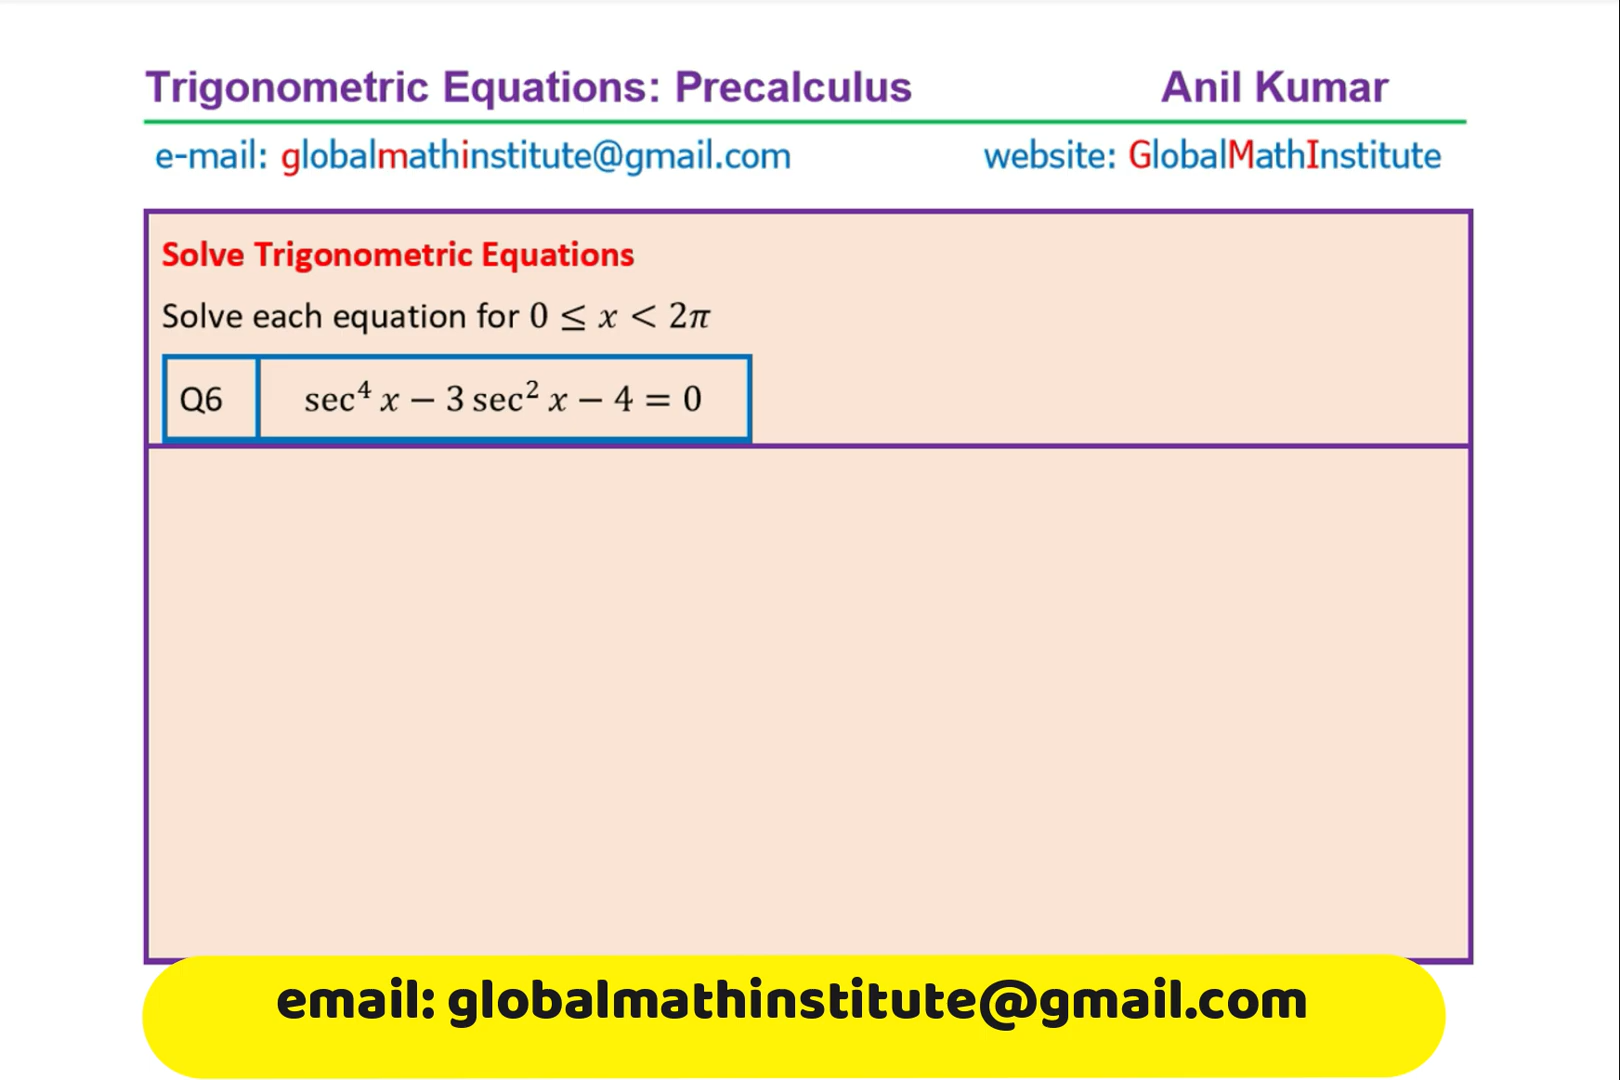 Trigonometric Equations: Precalculus Anil Kumar
e-mail: globalmathinstitute@gmail.com website: GlobalMathInstitute
Solve Trigonometric Equations
Solve each equation for 0 ≤ x < 2π
Q6 sec⁴ x − 3 sec² x − 4 = 0
email: globalmathinstitute@gmail.com